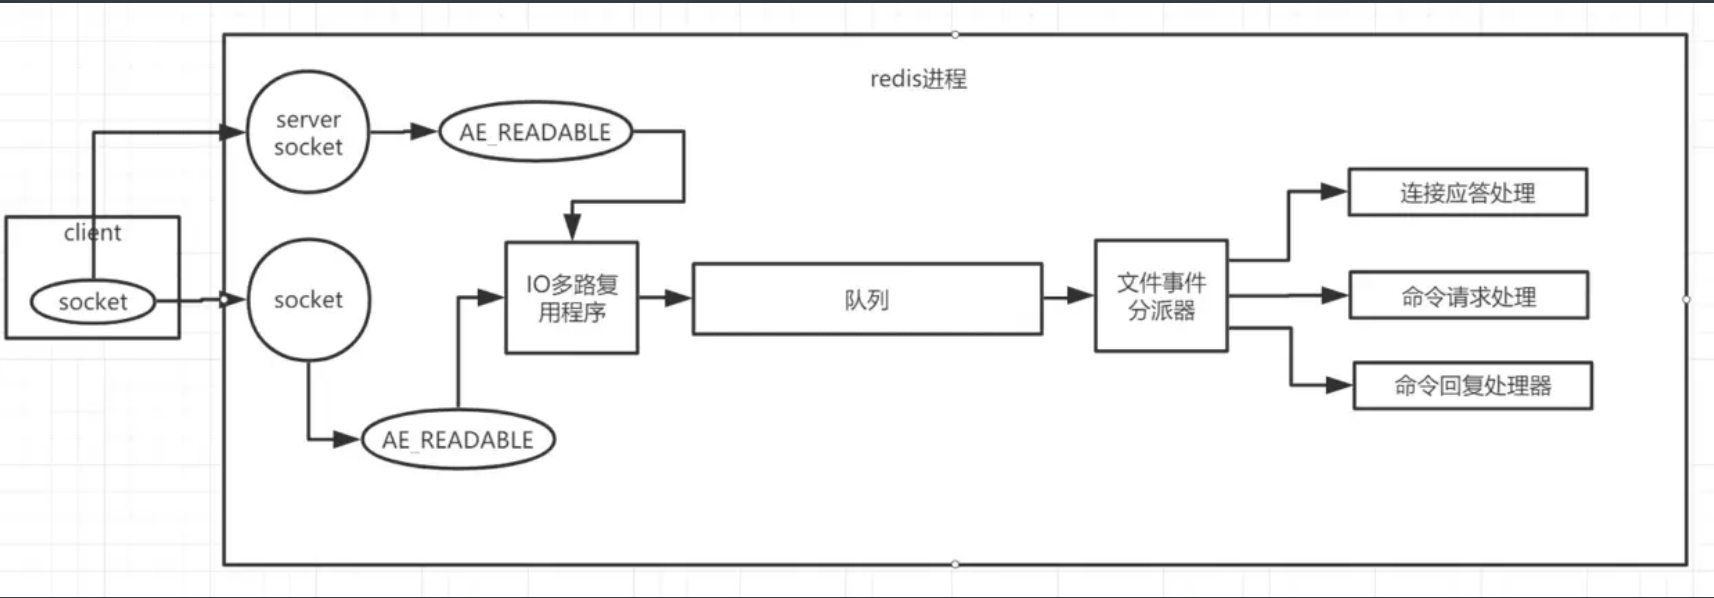 redis进程
server
socket
AE_READABLE
连接应答处理
client
IO多路复
用程序
队列
文件事件
分派器
命令请求处理
socket
socket
命令回复处理器
AE_READABLE